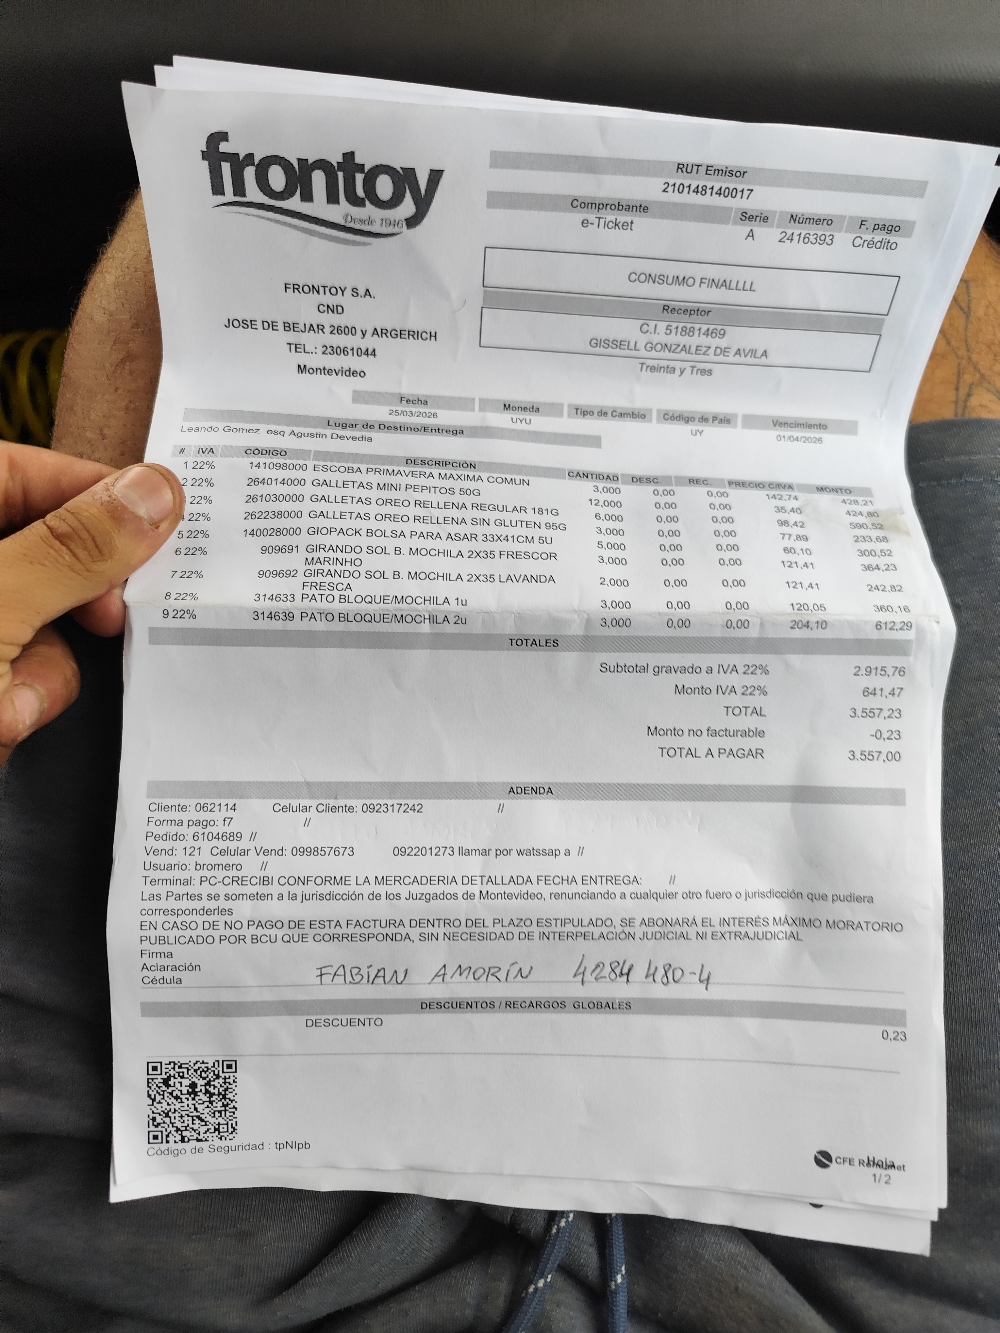 frontoy
Desde 1946
RUT Emisor
210148140017
Comprobante Serie Número F. pago
e-Ticket A 2416393 Crédito
CONSUMO FINALLLL
Receptor
C.I. 51881469
GISSELL GONZALEZ DE AVILA
Treinta y Tres
FRONTOY S.A.
CND
JOSE DE BEJAR 2600 y ARGERICH
TEL.: 23061044
Montevideo
Fecha Moneda Tipo de Cambio Código de País Vencimiento
25/03/2026 UYU UY 01/04/2026
Lugar de Destino/Entrega
Leando Gomez esq Agustin Devedia
# IVA CÓDIGO DESCRIPCIÓN CANTIDAD DESC. REC. PRECIO C/IVA MONTO
1 22% 141098000 ESCOBA PRIMAVERA MAXIMA COMUN 3,000 0,00 0,00 142,74 428,21
2 22% 264014000 GALLETAS MINI PEPITOS 50G 12,000 0,00 0,00 35,40 424,80
22% 261030000 GALLETAS OREO RELLENA REGULAR 181G 6,000 0,00 0,00 98,42 590,52
22% 262238000 GALLETAS OREO RELLENA SIN GLUTEN 95G 3,000 0,00 0,00 77,89 233,68
5 22% 140028000 GIOPACK BOLSA PARA ASAR 33X41CM 5U 5,000 0,00 0,00 60,10 300,52
6 22% 909691 GIRANDO SOL B. MOCHILA 2X35 FRESCOR 3,000 0,00 0,00 121,41 364,23
MARINHO
7 22% 909692 GIRANDO SOL B. MOCHILA 2X35 LAVANDA 2,000 0,00 0,00 121,41 242,82
FRESCA
8 22% 314633 PATO BLOQUE/MOCHILA 1u 3,000 0,00 0,00 120,05 360,16
9 22% 314639 PATO BLOQUE/MOCHILA 2u 3,000 0,00 0,00 204,10 612,29
TOTALES
Subtotal gravado a IVA 22% 2.915,76
Monto IVA 22% 641,47
TOTAL 3.557,23
Monto no facturable -0,23
TOTAL A PAGAR 3.557,00
ADENDA
Cliente: 062114 Celular Cliente: 092317242 //
Forma pago: f7 //
Pedido: 6104689 //
Vend: 121 Celular Vend: 099857673 092201273 llamar por watssap a //
Usuario: bromero //
Terminal: PC-CRECIBI CONFORME LA MERCADERIA DETALLADA FECHA ENTREGA: //
Las Partes se someten a la jurisdicción de los Juzgados de Montevideo, renunciando a cualquier otro fuero o jurisdicción que pudiera
corresponderles
EN CASO DE NO PAGO DE ESTA FACTURA DENTRO DEL PLAZO ESTIPULADO, SE ABONARÁ EL INTERÉS MÁXIMO MORATORIO
PUBLICADO POR BCU QUE CORRESPONDA, SIN NECESIDAD DE INTERPELACIÓN JUDICIAL NI EXTRAJUDICIAL
Firma
Aclaración
Cédula FABIAN AMORÍN 4284 480-4
DESCUENTOS / RECARGOS GLOBALES
DESCUENTO 0,23
Código de Seguridad : tpNIpb
CFE Hoja
1/ 2